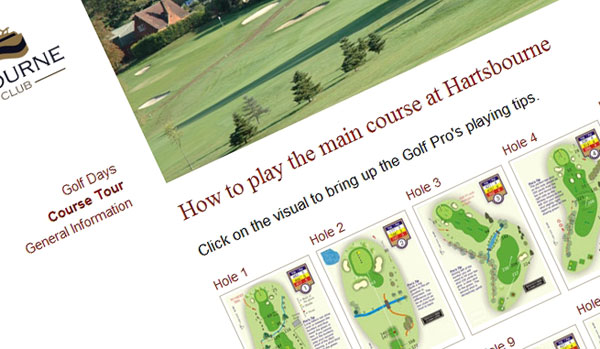 OURNE
CLUB
Golf Days
Course Tour
General Information
How to play the main course at Hartsbourne
Click on the visual to bring up the Golf Pro's playing tips.
Hole 1
Hole 2
Hole 3
Hole 4
Hole 9